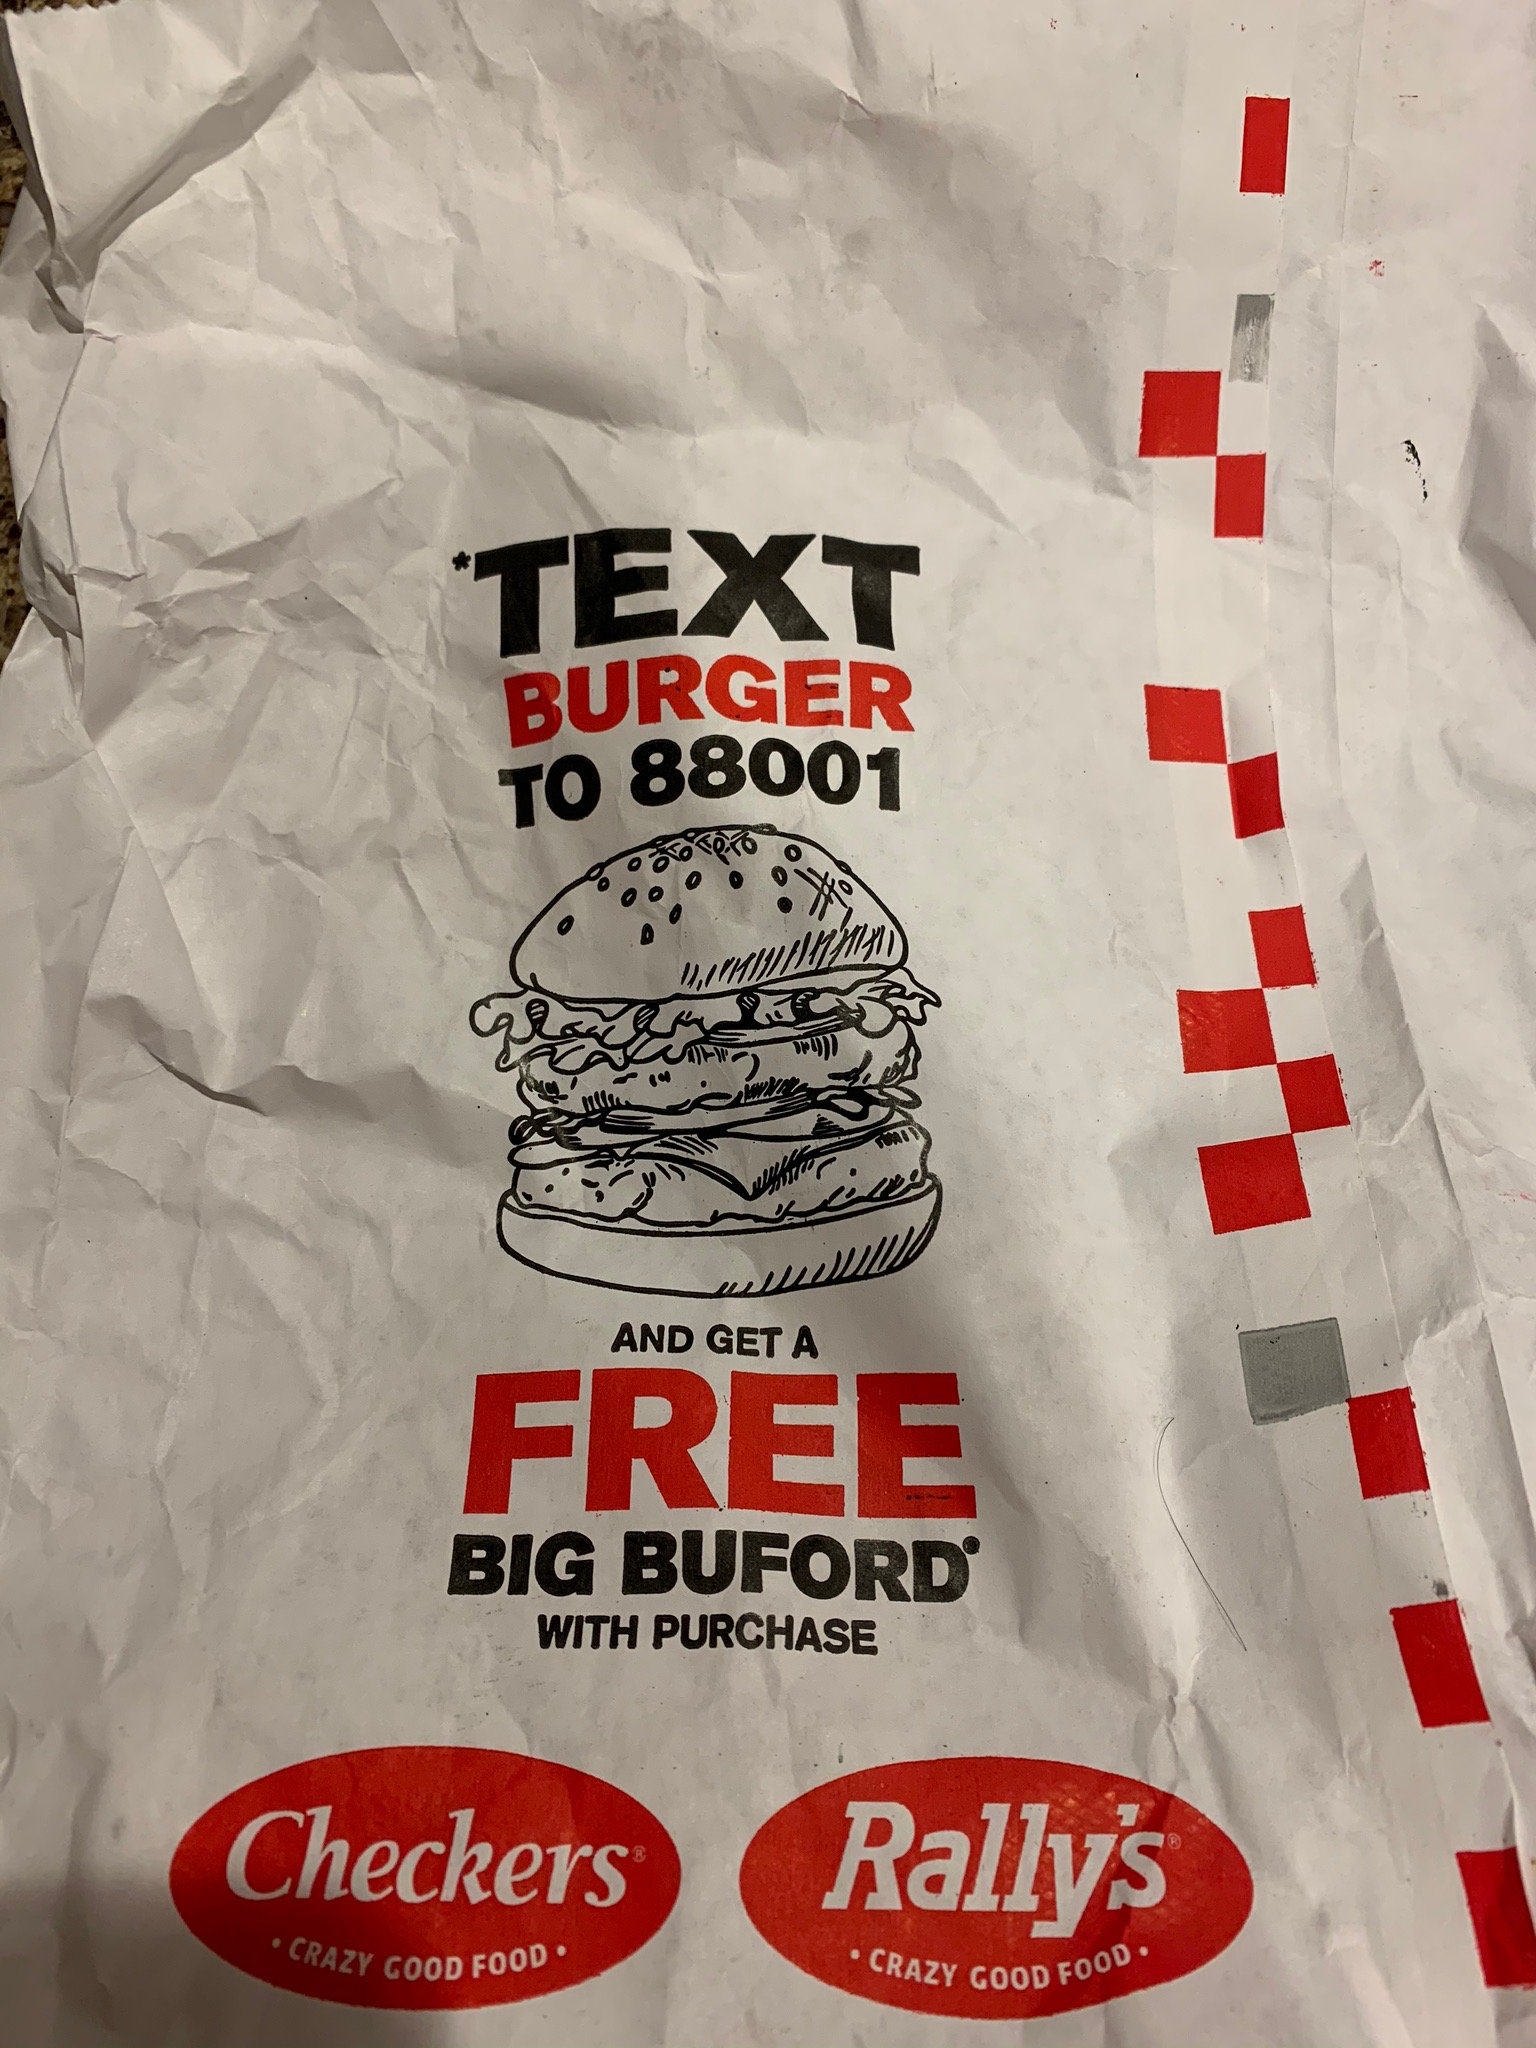 *TEXT
BURGER
TO 88001
AND GET A
FREE
BIG BUFORD®
WITH PURCHASE
Checkers®
• CRAZY GOOD FOOD •
Rally's®
• CRAZY GOOD FOOD •